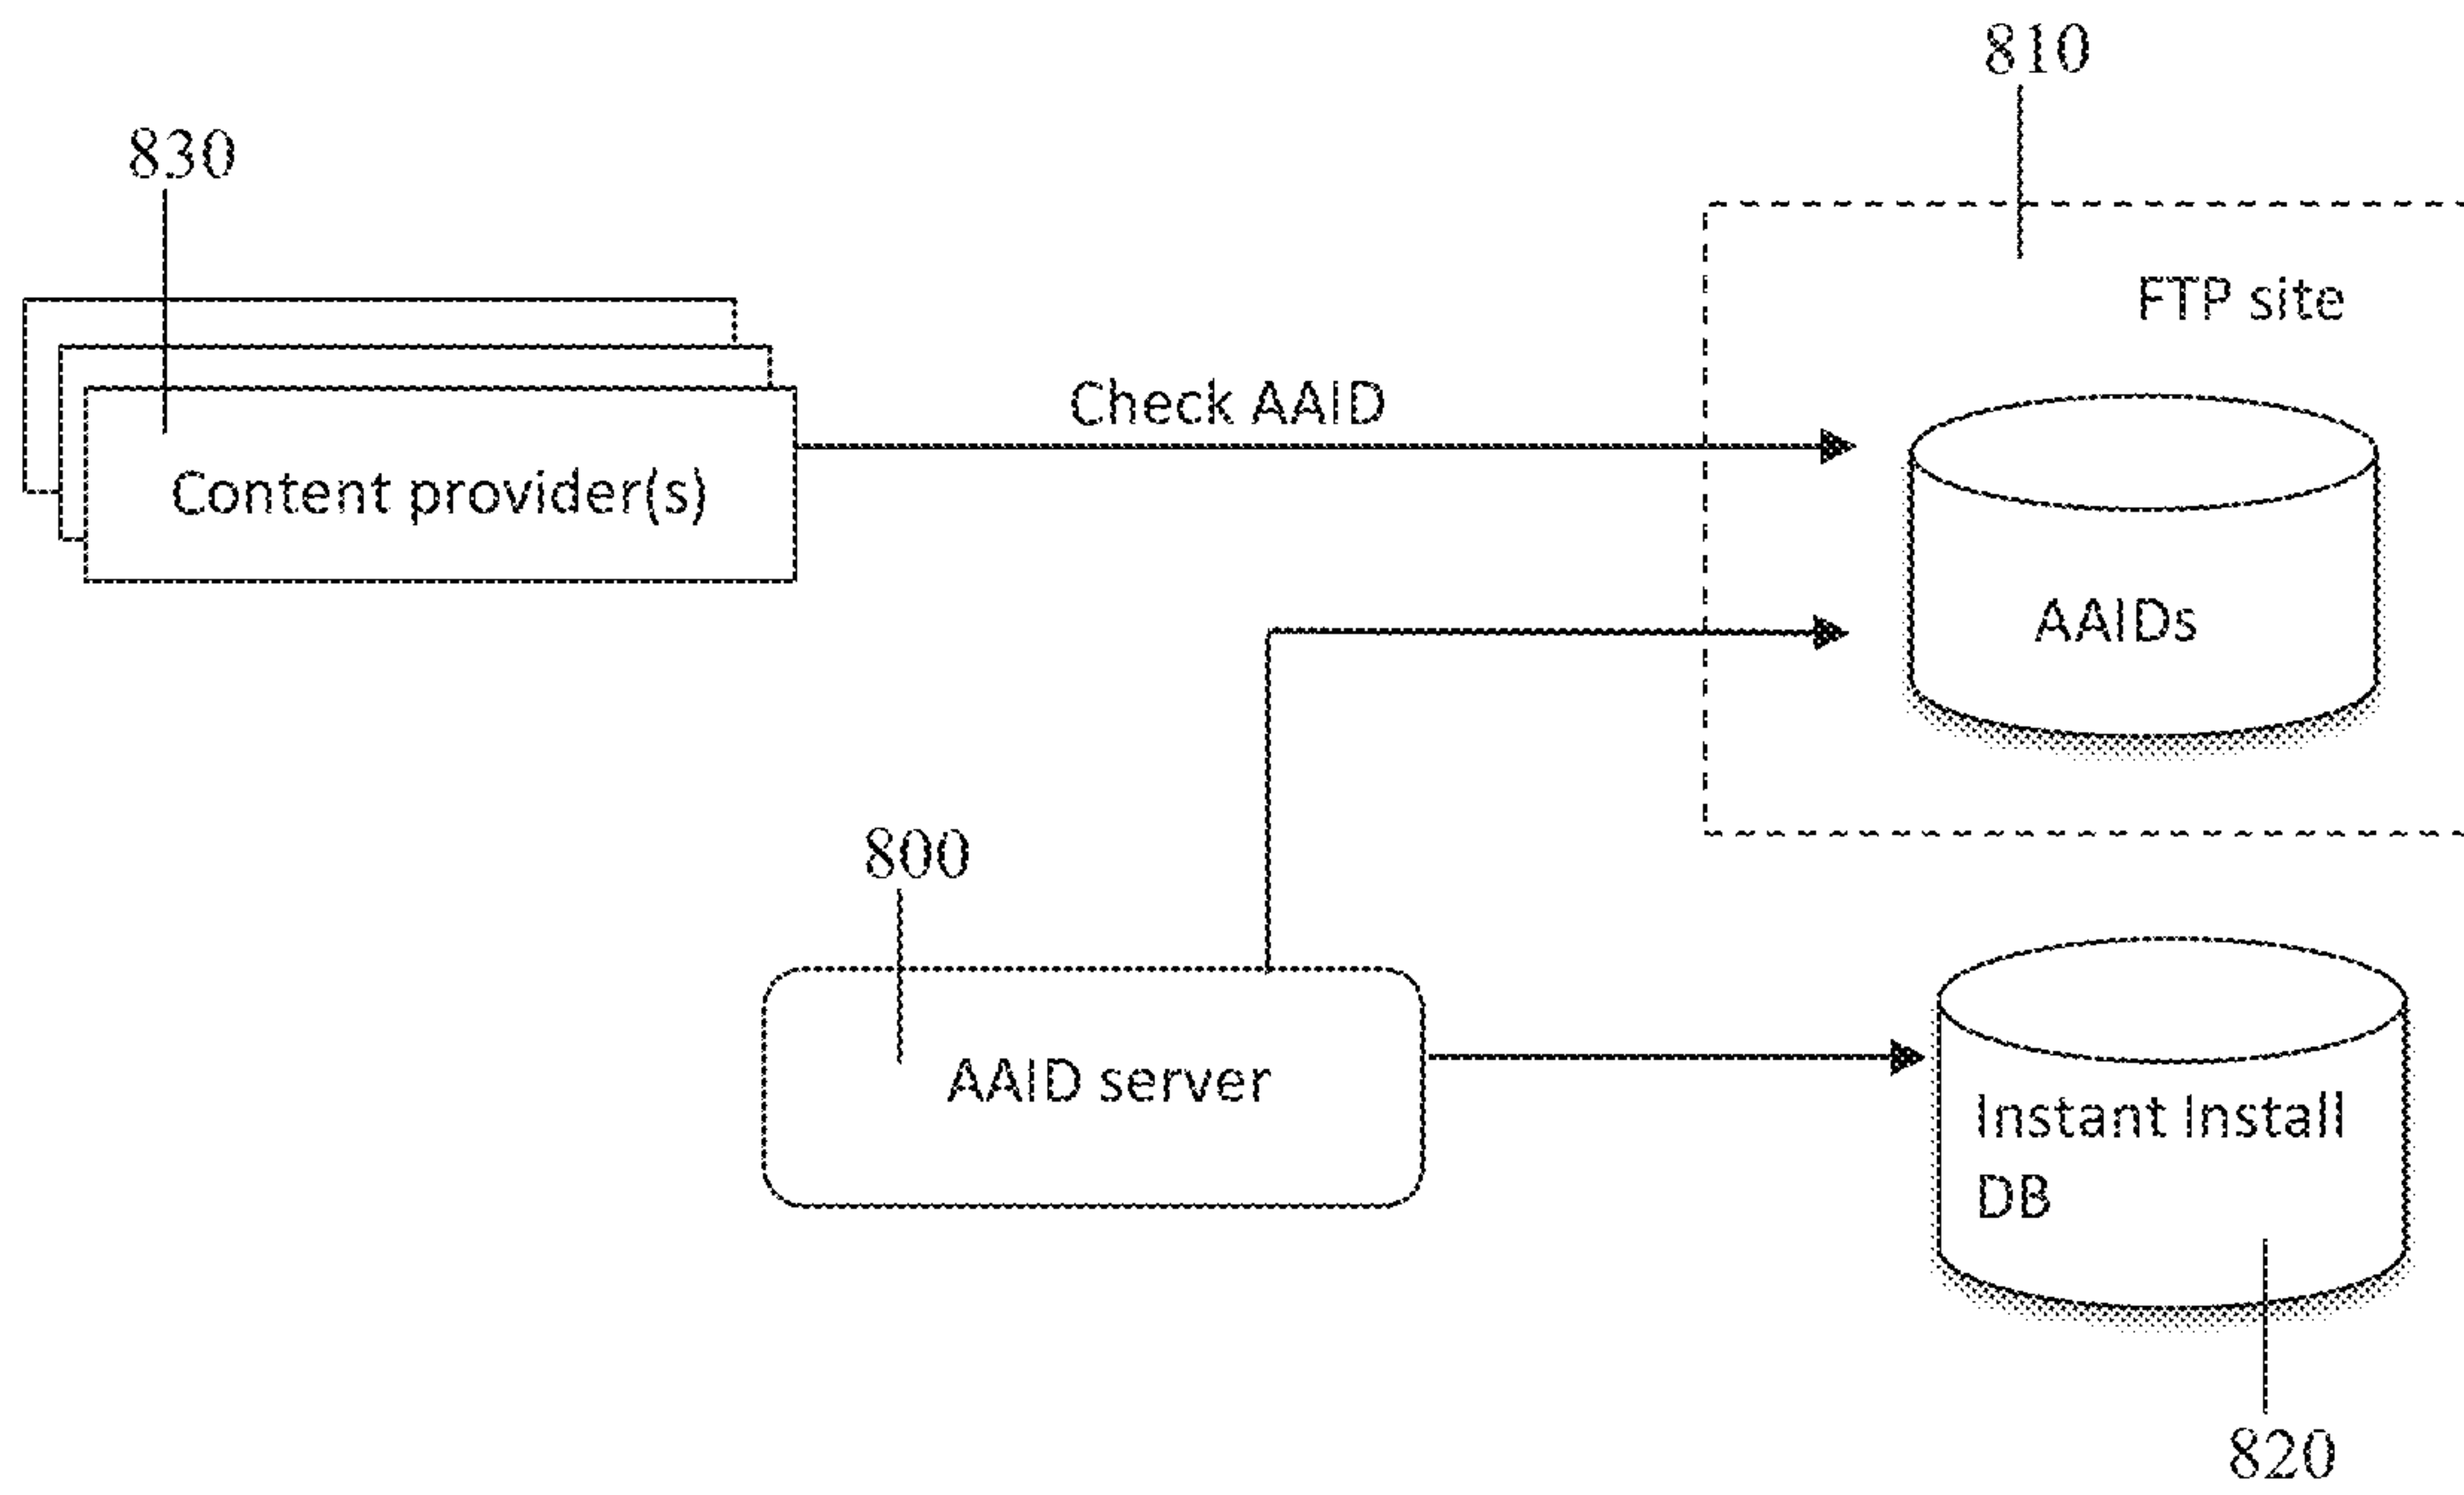 810
830
FTP site
Check AAID
Content provider(s)
AAIDs
800
AAID server
Instant Install
DB
820